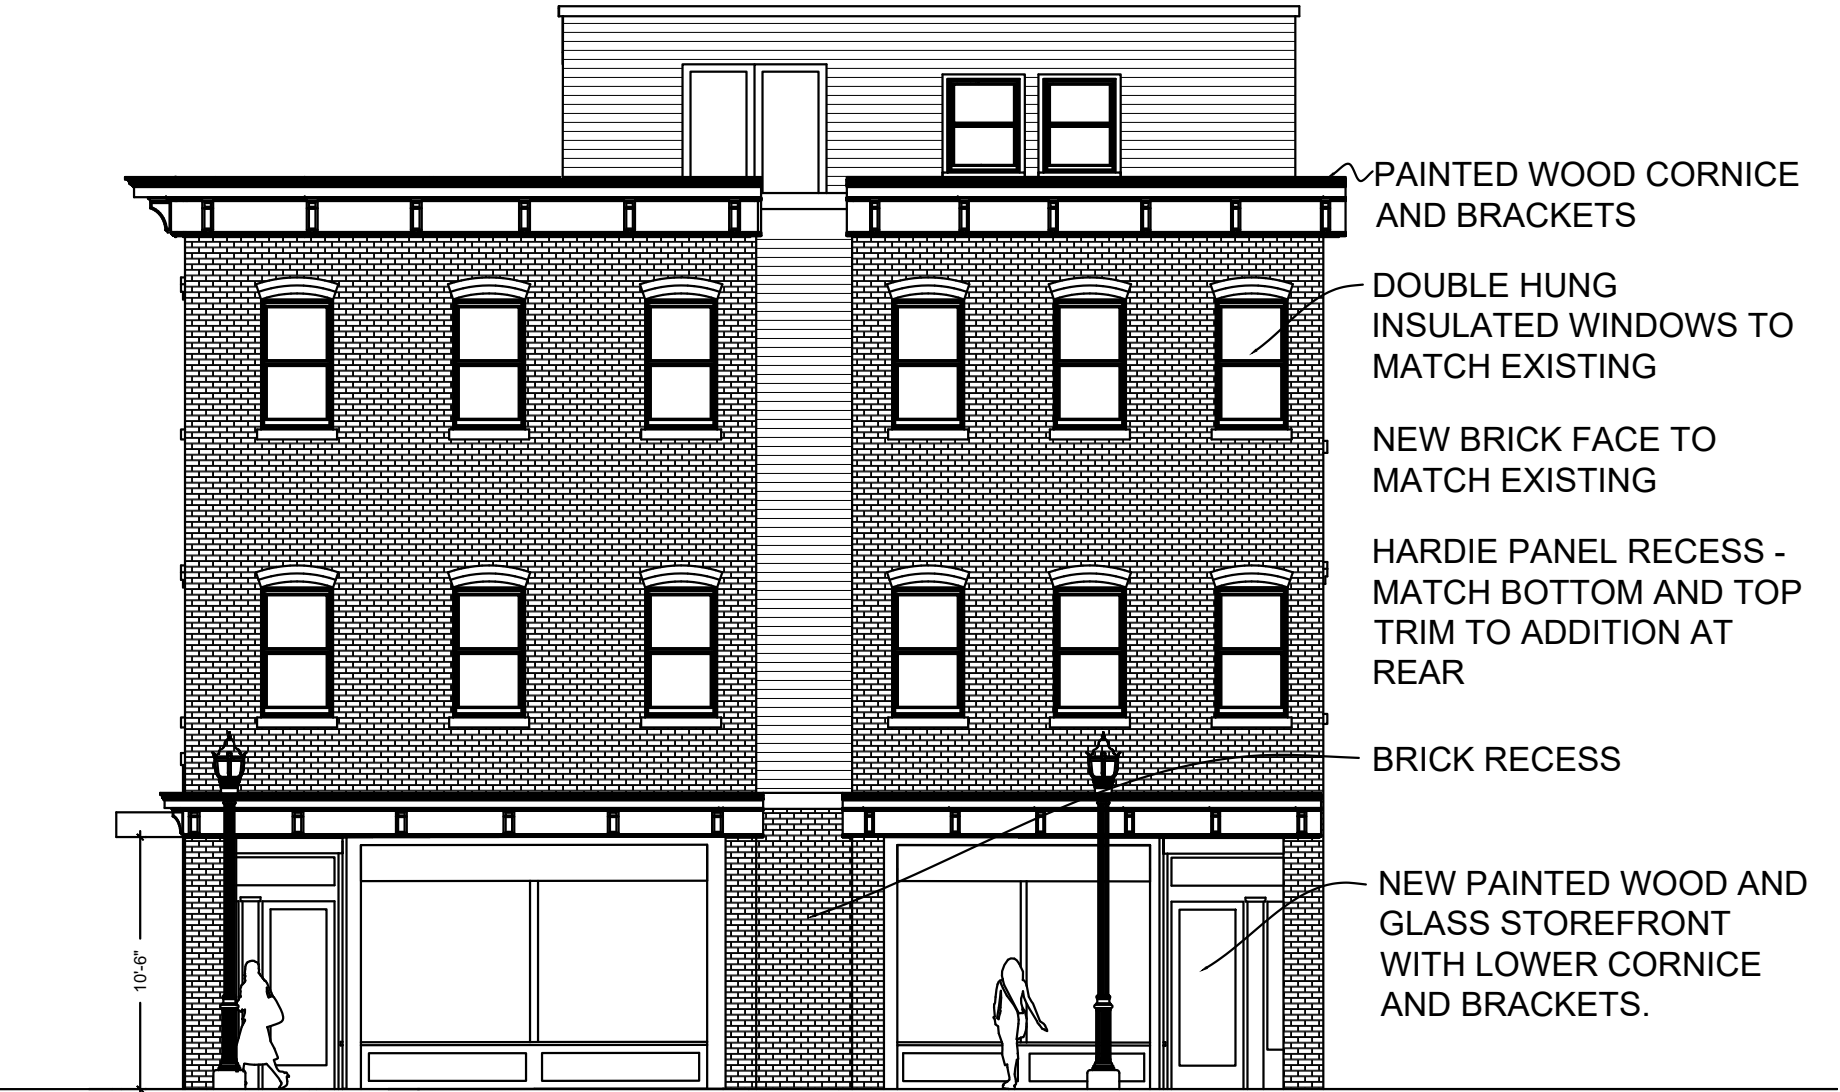 PAINTED WOOD CORNICE
AND BRACKETS
DOUBLE HUNG
INSULATED WINDOWS TO
MATCH EXISTING
NEW BRICK FACE TO
MATCH EXISTING
HARDIE PANEL RECESS -
MATCH BOTTOM AND TOP
TRIM TO ADDITION AT
REAR
BRICK RECESS
NEW PAINTED WOOD AND
GLASS STOREFRONT
WITH LOWER CORNICE
AND BRACKETS.
10'-6"